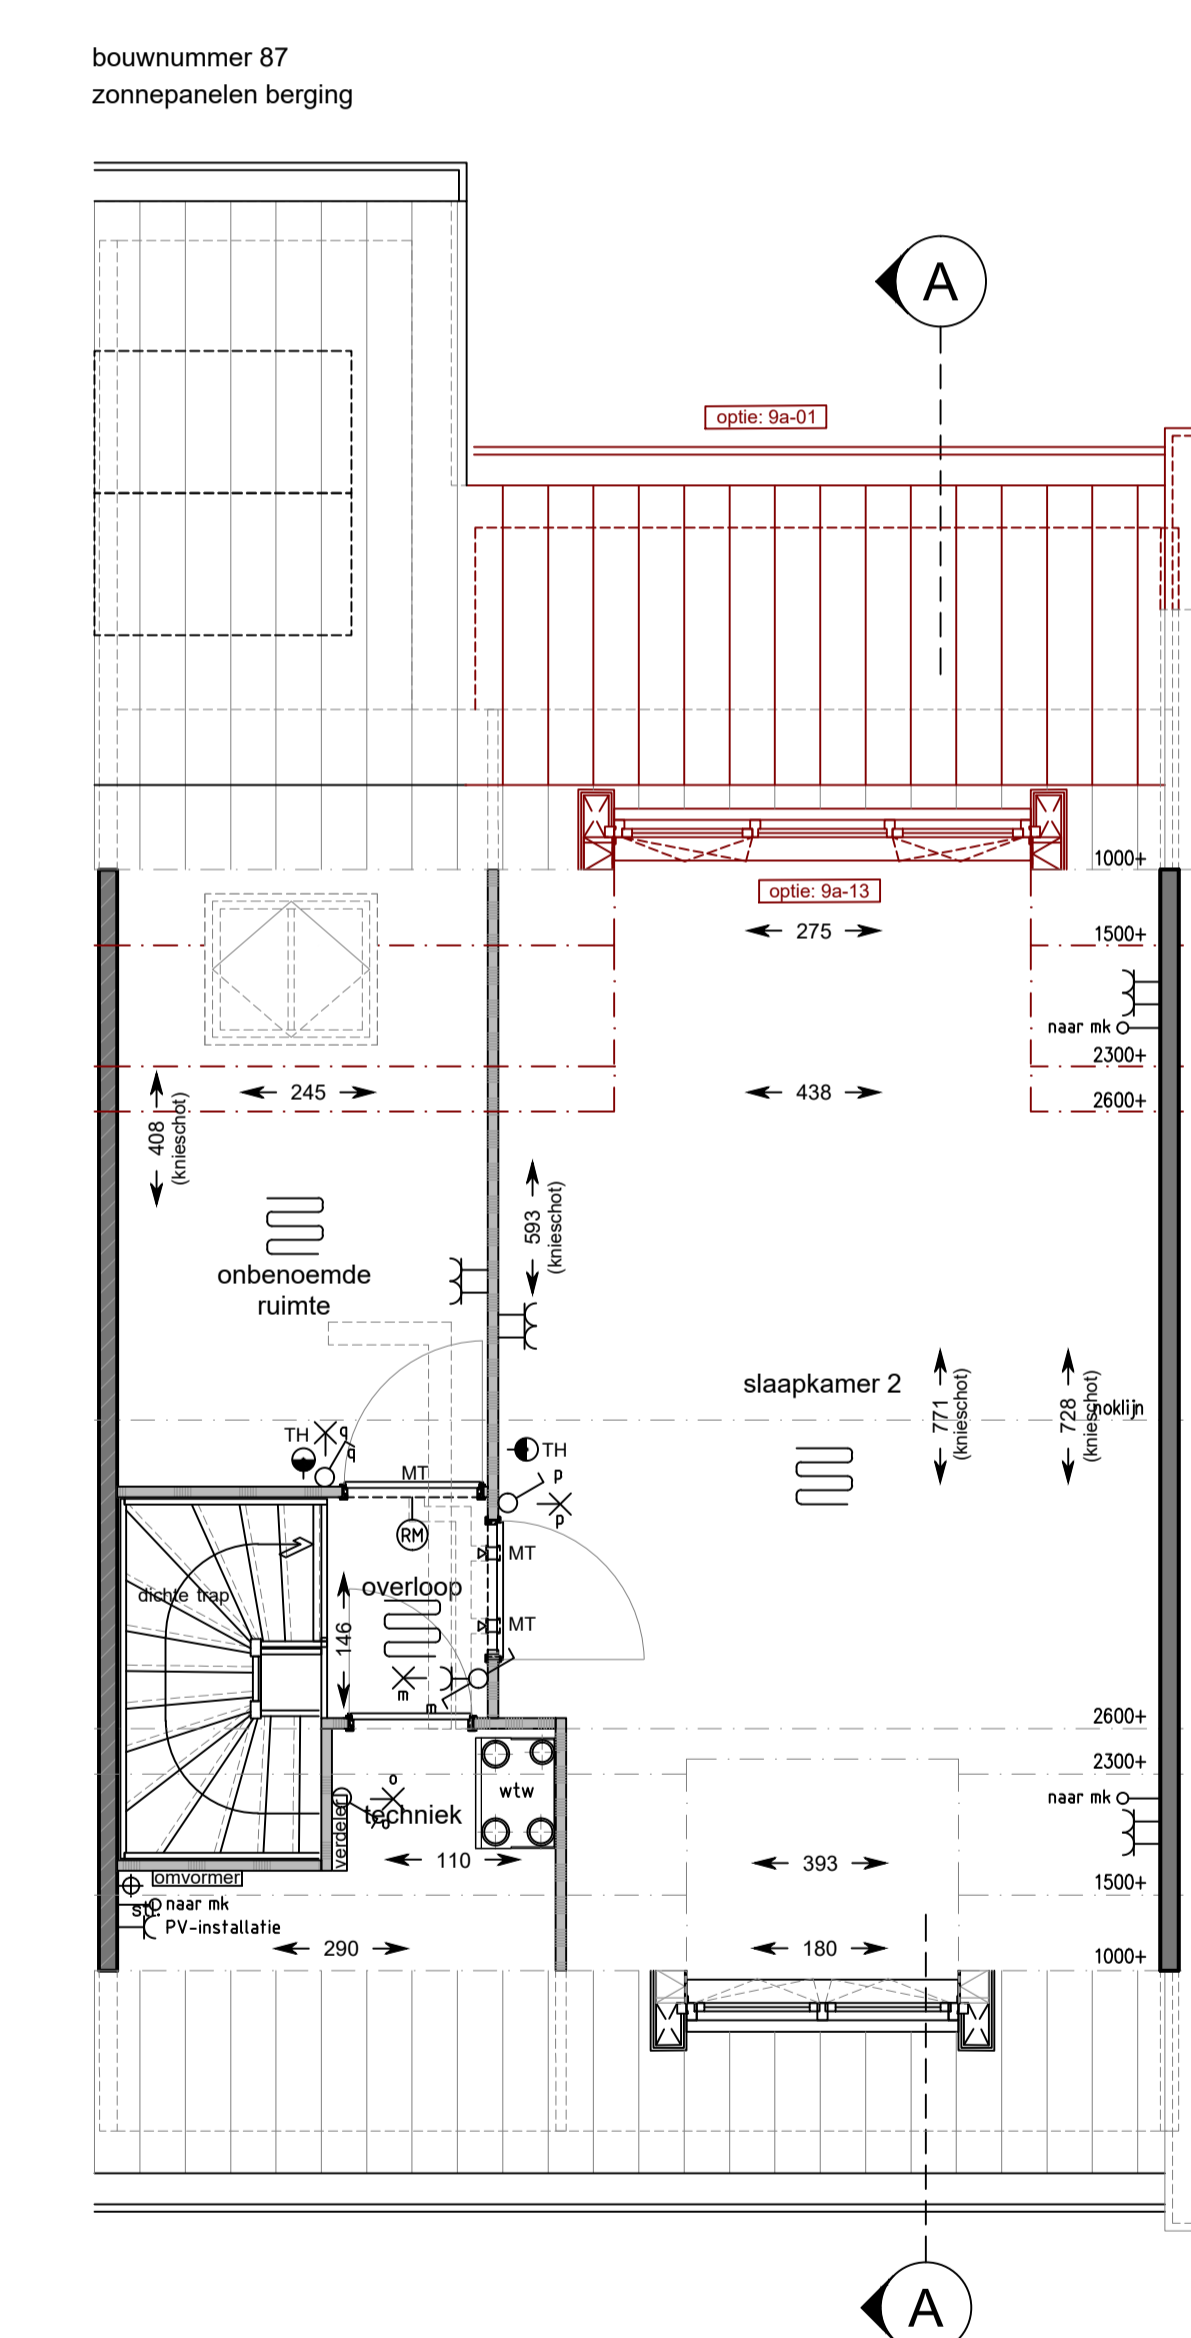 bouwnummer 87
zonnepanelen berging
A
optie: 9a-01
1000+
optie: 9a-13
275
1500+
naar mk
2300+
245
438
2600+
408
(knieschot)
593
(knieschot)
onbenoemde
ruimte
slaapkamer 2
771
(knieschot)
728
(knieschot)
noklijn
TH
q
q
MT
TH
p
p
RM
MT
dichte trap
overloop
MT
146
m
m
2600+
2300+
o
wtw
naar mk
techniek
o
verdeler
110
393
omvormer
1500+
naar mk
PV-installatie
290
180
1000+
A